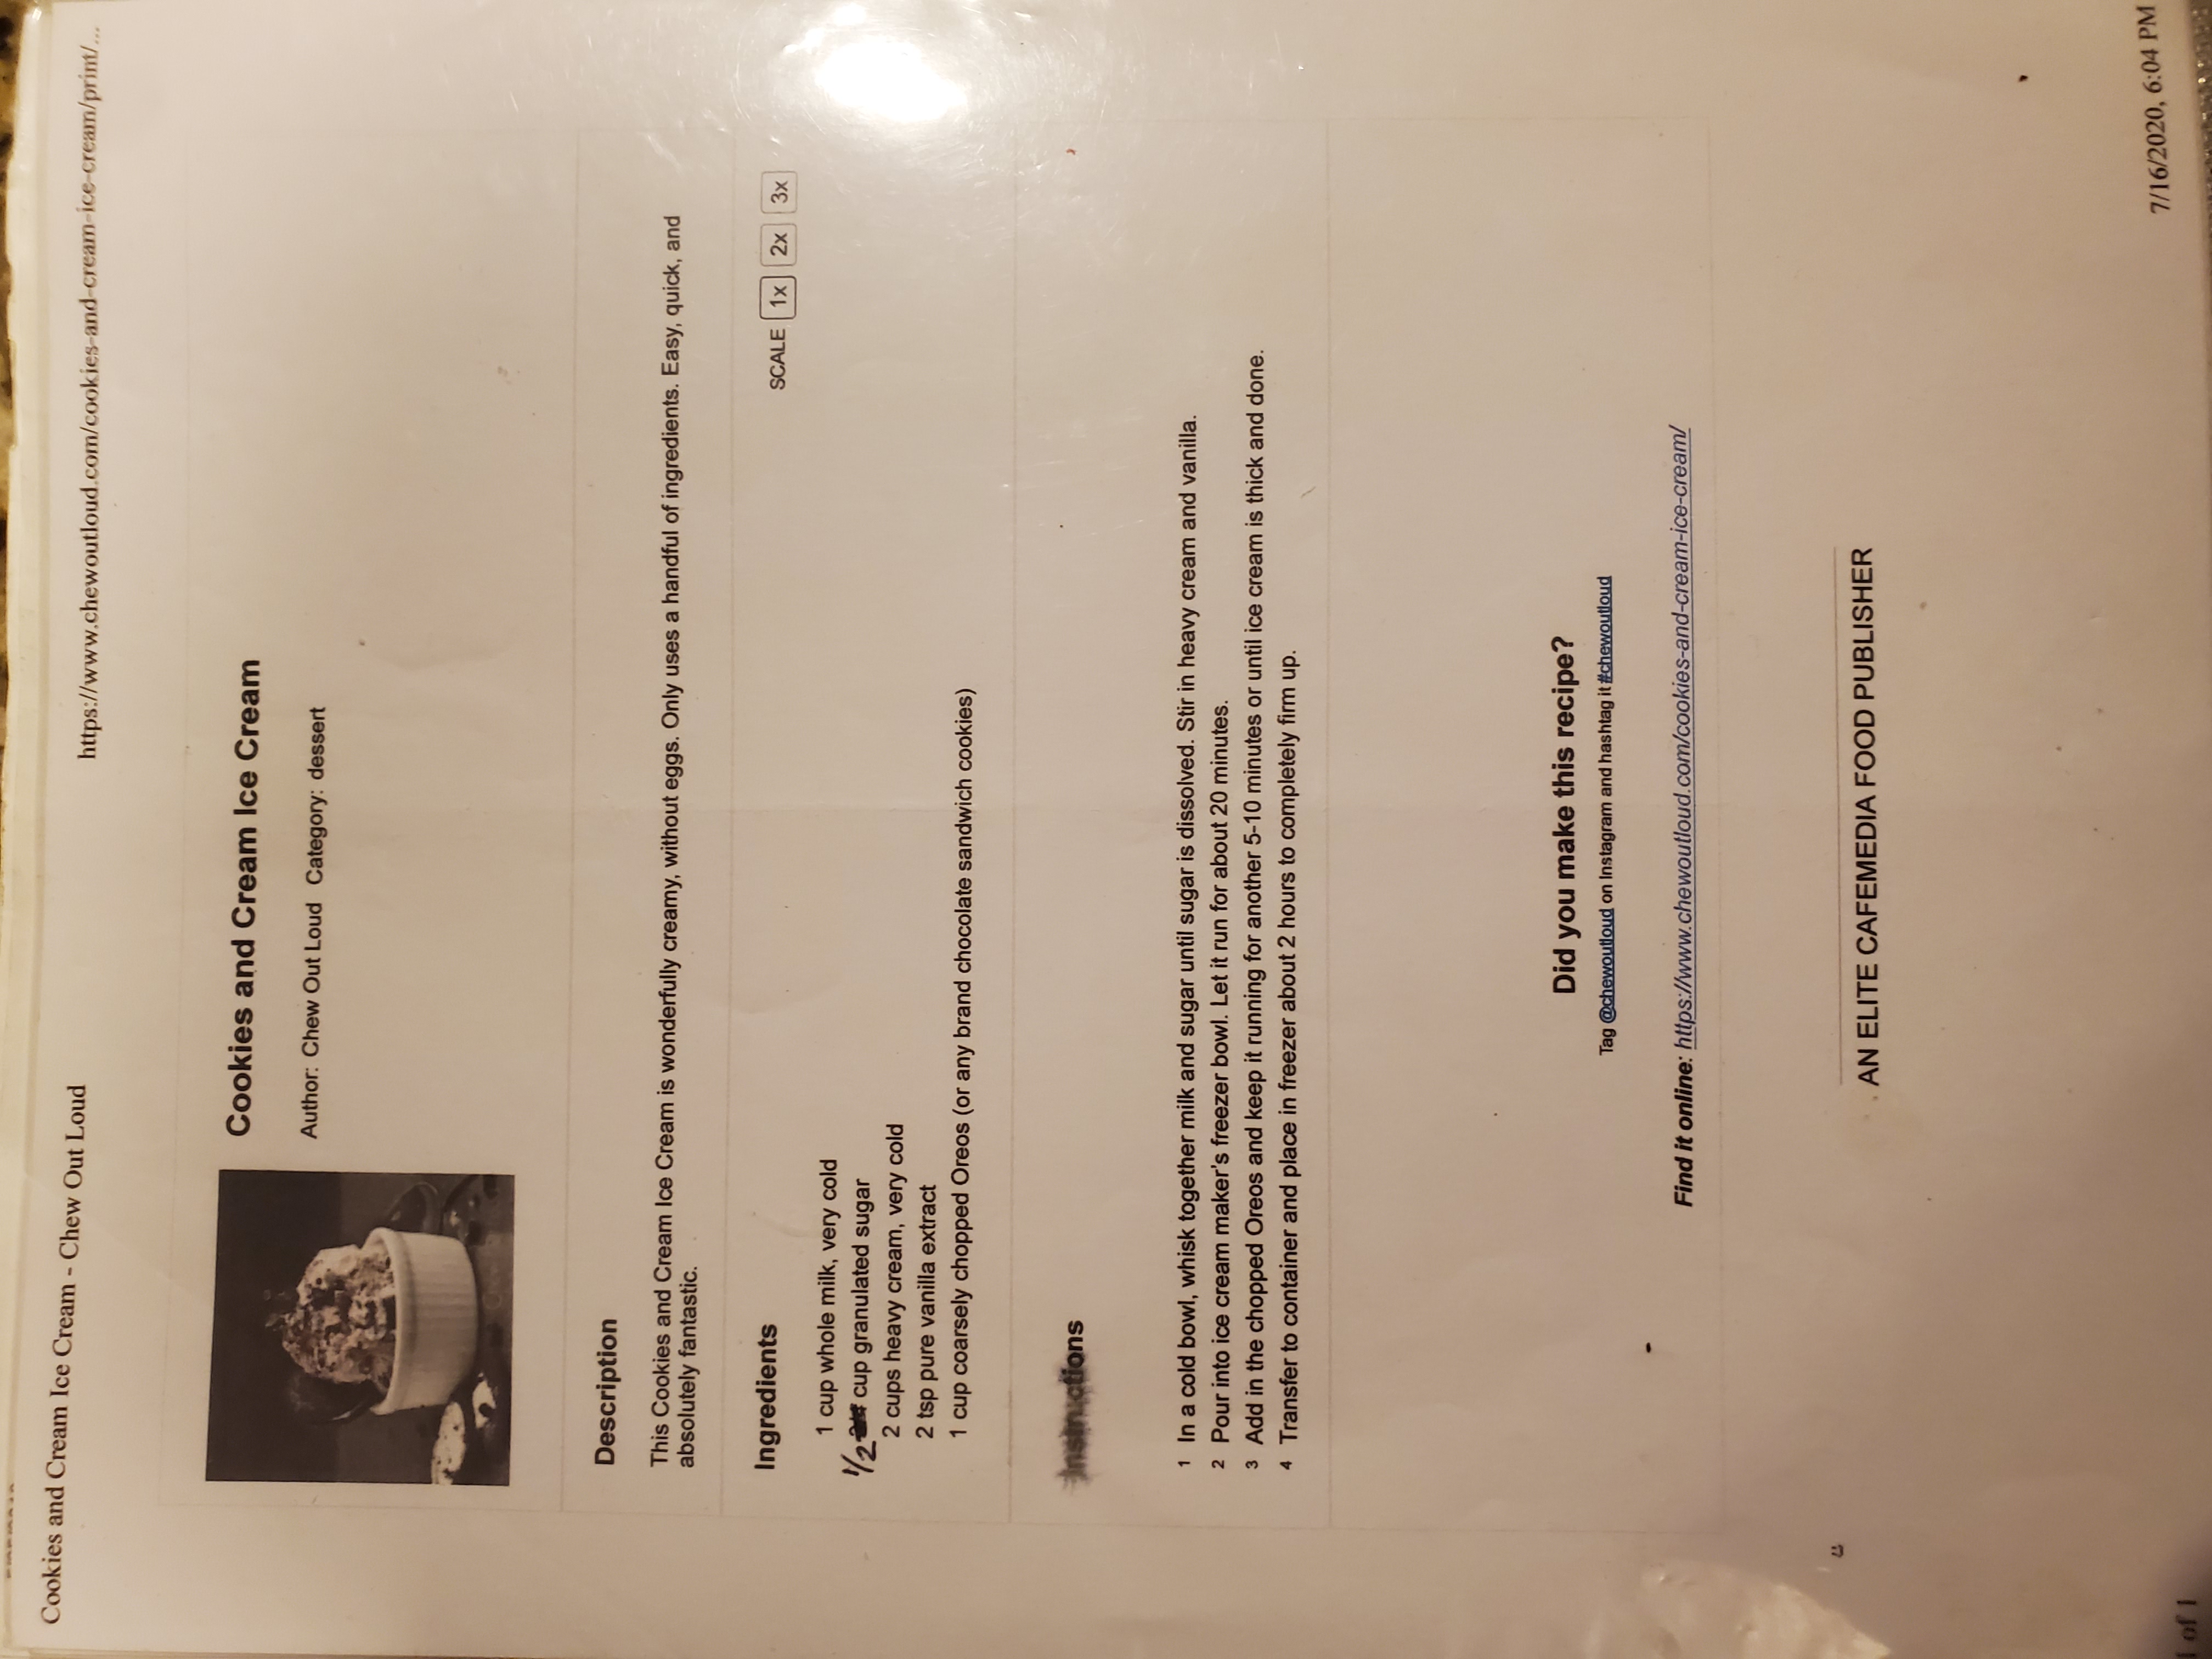 Cookies and Cream Ice Cream - Chew Out Loud
https://www.chewoutloud.com/cookies-and-cream-ice-cream/print/...
Cookies and Cream Ice Cream
Author: Chew Out Loud Category: dessert
Description
This Cookies and Cream Ice Cream is wonderfully creamy, without eggs. Only uses a handful of ingredients. Easy, quick, and
absolutely fantastic.
Ingredients
SCALE 1x 2x 3x
1 cup whole milk, very cold
1/2 cup granulated sugar
2 cups heavy cream, very cold
2 tsp pure vanilla extract
1 cup coarsely chopped Oreos (or any brand chocolate sandwich cookies)
Instructions
1 In a cold bowl, whisk together milk and sugar until sugar is dissolved. Stir in heavy cream and vanilla.
2 Pour into ice cream maker's freezer bowl. Let it run for about 20 minutes.
3 Add in the chopped Oreos and keep it running for another 5-10 minutes or until ice cream is thick and done.
4 Transfer to container and place in freezer about 2 hours to completely firm up.
Did you make this recipe?
Tag @chewoutloud on Instagram and hashtag it #chewoutloud
Find it online: https://www.chewoutloud.com/cookies-and-cream-ice-cream/
AN ELITE CAFEMEDIA FOOD PUBLISHER
1 of 1
7/16/2020, 6:04 PM